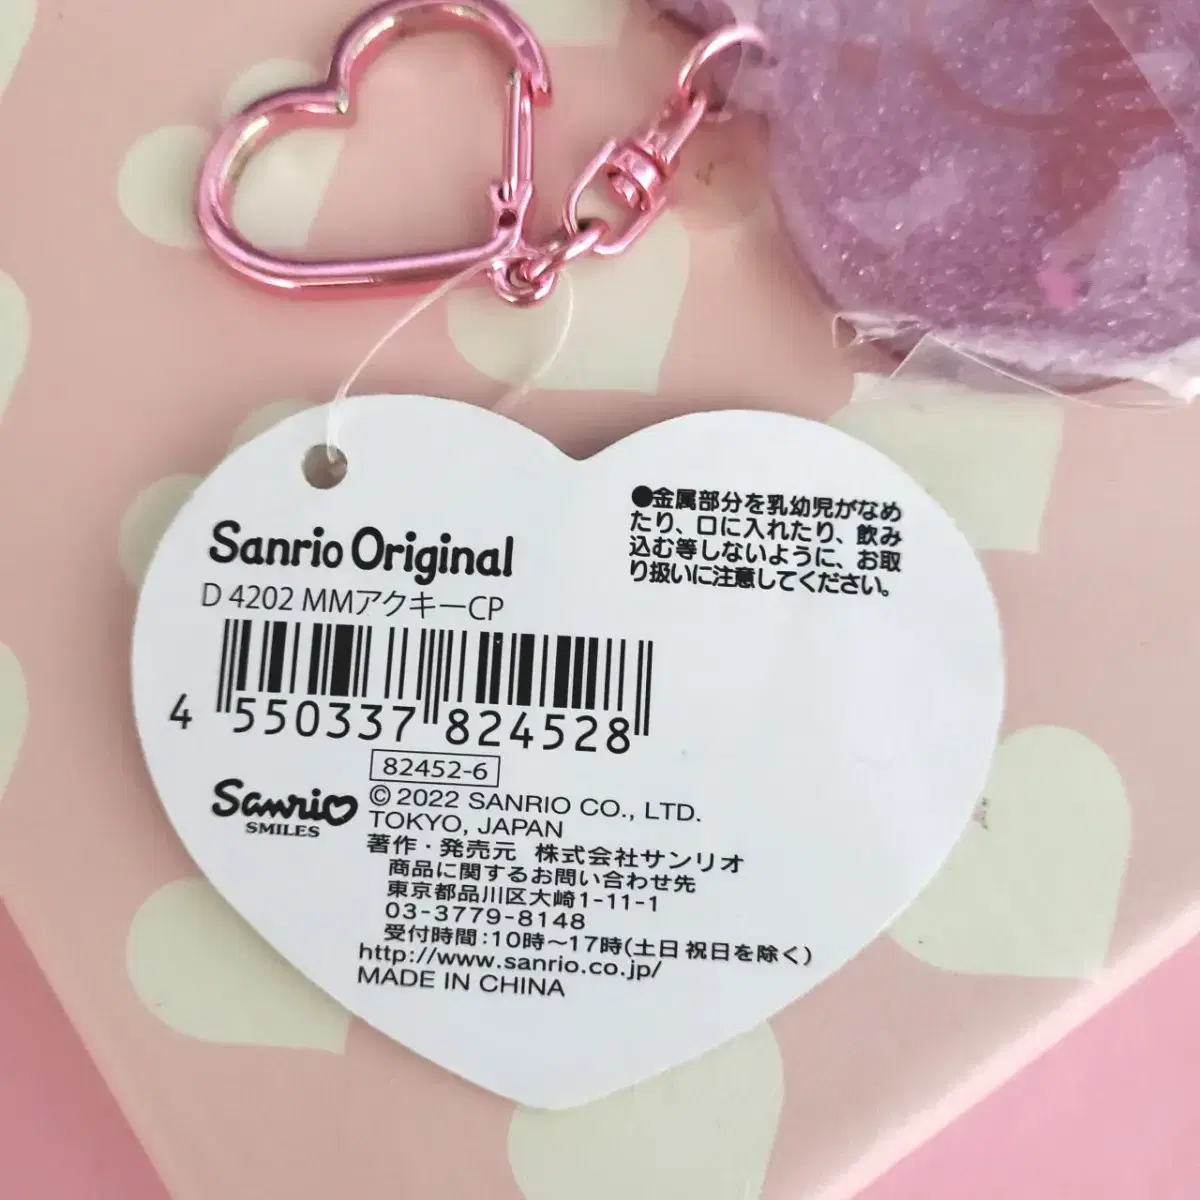 Sanrio Original
D 4202 MMアクキーCP
●金属部分を乳幼児がなめ
たり、口に入れたり、飲み
込む等しないように、お取
り扱いに注意してください。
4 550337 824528
82452-6
Sanrio
SMILES
© 2022 SANRIO CO., LTD.
TOKYO, JAPAN
著作・発売元 株式会社サンリオ
商品に関するお問い合わせ先
東京都品川区大崎1-11-1
03-3779-8148
受付時間：10時～17時(土日 祝日を除く)
http://www.sanrio.co.jp/
MADE IN CHINA